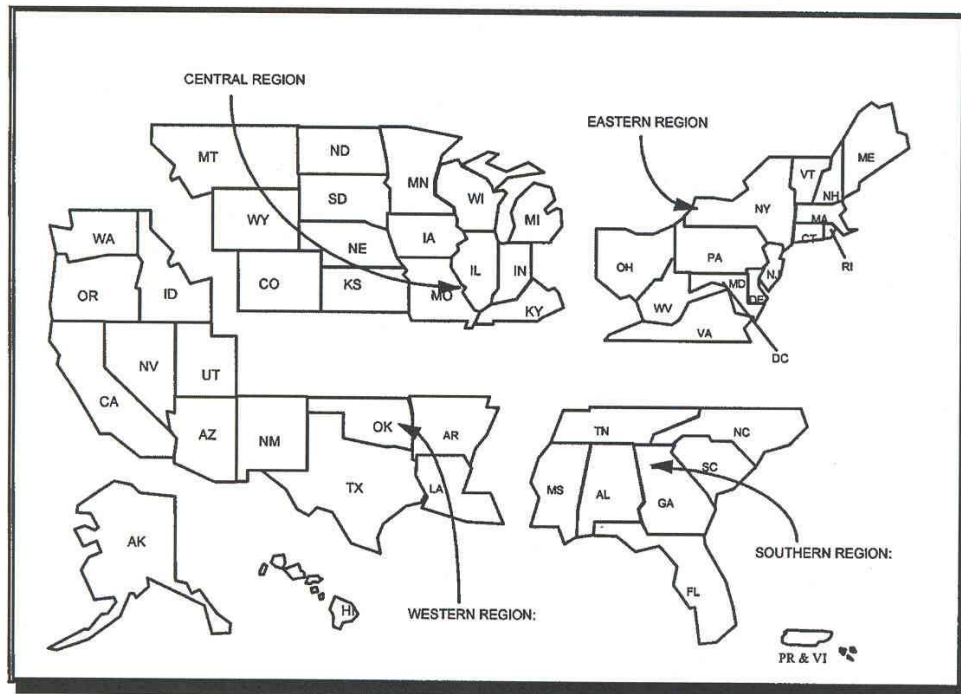 CENTRAL REGION
EASTERN REGION
MT
ND
MN
WI
MI
SD
WY
IA
NE
IL
IN
CO
KS
MO
KY
ME
VT
NH
NY
MA
CT
RI
PA
OH
NJ
MD
DE
WV
VA
DC
WA
OR
ID
NV
UT
CA
AZ
NM
OK
AR
TX
LA
AK
HI
WESTERN REGION:
TN
NC
SC
MS
AL
GA
FL
SOUTHERN REGION:
PR & VI